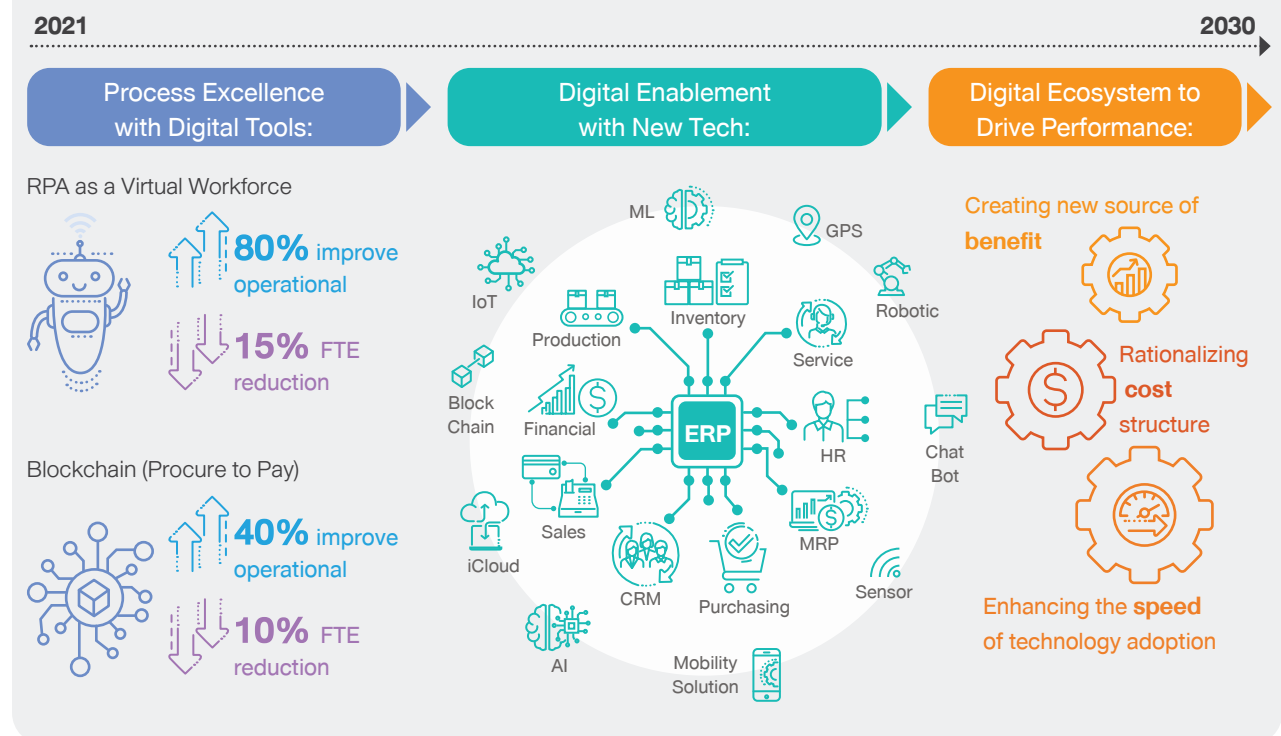 2021
2030
Process Excellence
with Digital Tools:
Digital Enablement
with New Tech:
Digital Ecosystem to
Drive Performance:
RPA as a Virtual Workforce
80% improve
operational
15% FTE
reduction
Blockchain (Procure to Pay)
40% improve
operational
10% FTE
reduction
ML
GPS
IoT
Robotic
Inventory
Production
Service
Block
Chain
Financial
ERP
HR
Chat
Bot
Sales
MRP
iCloud
CRM
Purchasing
Sensor
AI
Mobility
Solution
Creating new source of
benefit
Rationalizing
cost
structure
Enhancing the speed
of technology adoption